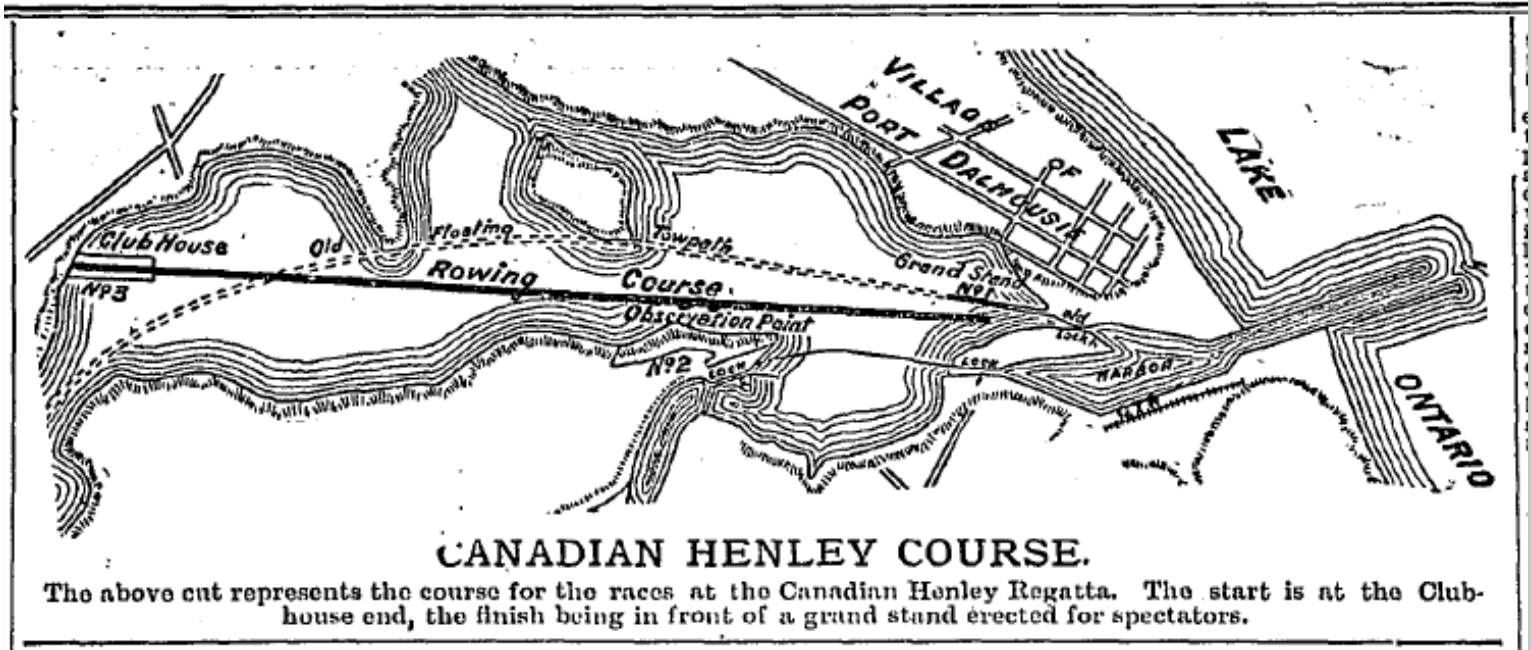 VILLAGE
OF
PORT DALHOUSIE
LAKE
ONTARIO
Club House
Old Floating Towpath
Grand Stand
Nº1
Nº3
Rowing Course.
Observation Point
Nº2
LOCK
LOCK
old
Lock 1
HARBOR
CANADIAN HENLEY COURSE.
The above cut represents the course for the races at the Canadian Henley Regatta. The start is at the Club-
house end, the finish being in front of a grand stand erected for spectators.